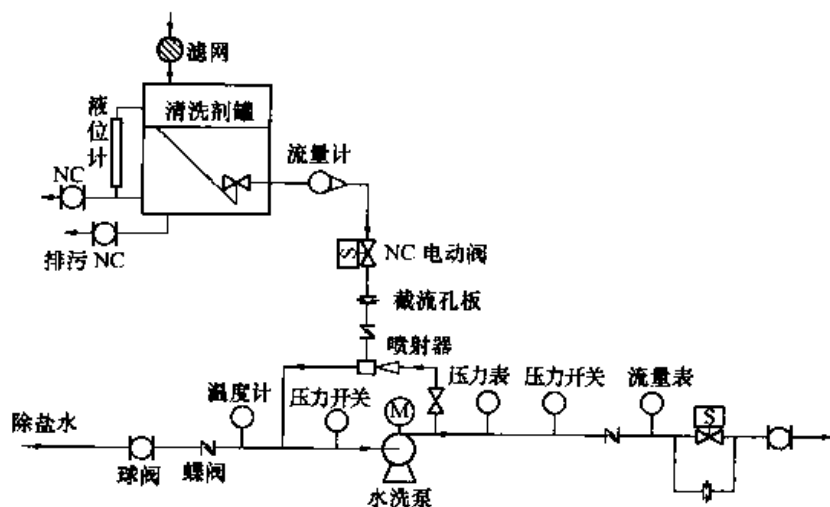 滤网
清洗剂罐
液位计
流量计
NC
排污 NC
S
NC 电动阀
截流孔板
喷射器
温度计
压力开关
M
压力表
压力开关
流量表
S
除盐水
球阀
蝶阀
水洗泵